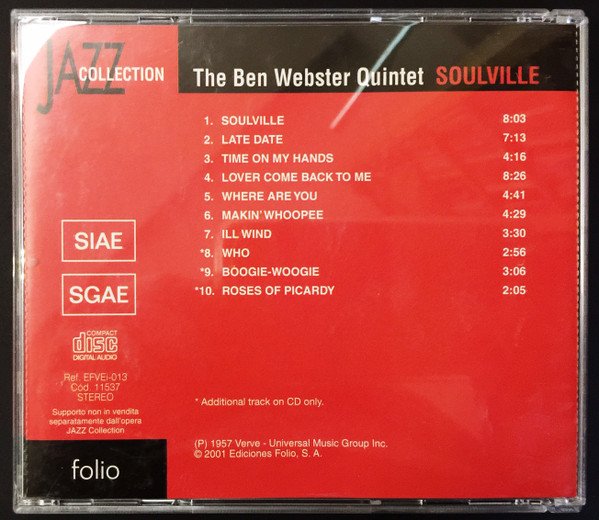 JAZZ
COLLECTION
The Ben Webster Quintet SOULVILLE
1. SOULVILLE 8:03
2. LATE DATE 7:13
3. TIME ON MY HANDS 4:16
4. LOVER COME BACK TO ME 8:26
5. WHERE ARE YOU 4:41
6. MAKIN' WHOOPEE 4:29
7. ILL WIND 3:30
*8. WHO 2:56
*9. BOOGIE-WOOGIE 3:06
*10. ROSES OF PICARDY 2:05
SIAE
SGAE
COMPACT
disc
DIGITAL AUDIO
Ref. EFVEi-013
Cód. 11537
STEREO
Supporto non in vendita
separatamente dall'opera
JAZZ Collection
* Additional track on CD only.
(P) 1957 Verve - Universal Music Group Inc.
© 2001 Ediciones Folio, S. A.
folio